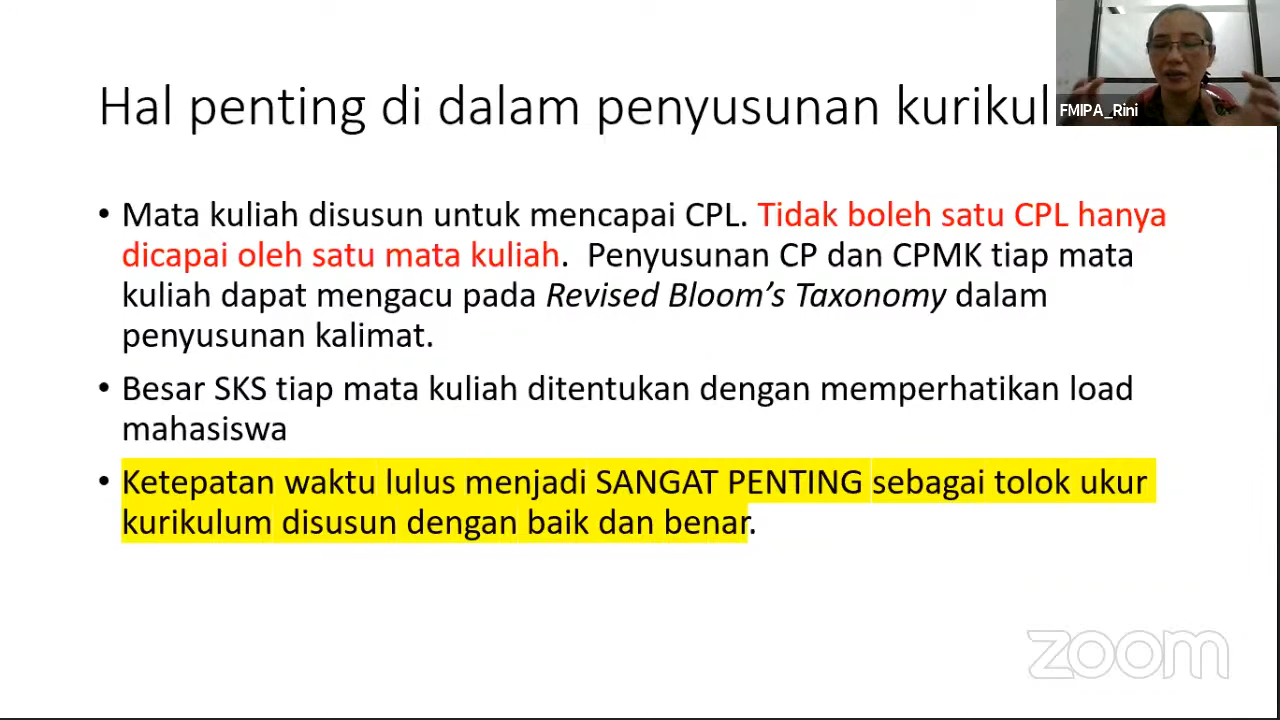 Hal penting di dalam penyusunan kurikul
FMIPA_Rini
• Mata kuliah disusun untuk mencapai CPL. Tidak boleh satu CPL hanya
dicapai oleh satu mata kuliah. Penyusunan CP dan CPMK tiap mata
kuliah dapat mengacu pada Revised Bloom’s Taxonomy dalam
penyusunan kalimat.
• Besar SKS tiap mata kuliah ditentukan dengan memperhatikan load
mahasiswa
• Ketepatan waktu lulus menjadi SANGAT PENTING sebagai tolok ukur
kurikulum disusun dengan baik dan benar.
zoom